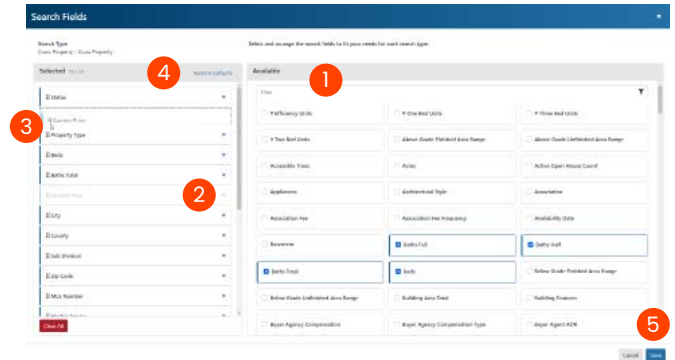 Search Fields
Search Type
Cross Property - Cross Property
Select and arrange the search fields to fit your needs for each search type.
Selected
4
Restore Defaults
Available
1
Filter
Status
Current Price
3
Property Type
Beds
Baths Total
Current Price
2
City
County
Sub Division
Zip Code
MLS Number
Clear All
# Efficiency Units
# One Bed Units
# Three Bed Units
# Two Bed Units
Above Grade Finished Area Range
Above Grade Unfinished Area Range
Accessible Trans
Acres
Active Open House Count
Appliances
Architectural Style
Association
Association Fee
Association Fee Frequency
Availability Date
Basement
Baths Full
Baths Half
Baths Total
Beds
Below Grade Finished Area Range
Below Grade Unfinished Area Range
Building Area Total
Building Features
Buyer Agency Compensation
Buyer Agency Compensation Type
Buyer Agent AOR
5
Cancel
Save